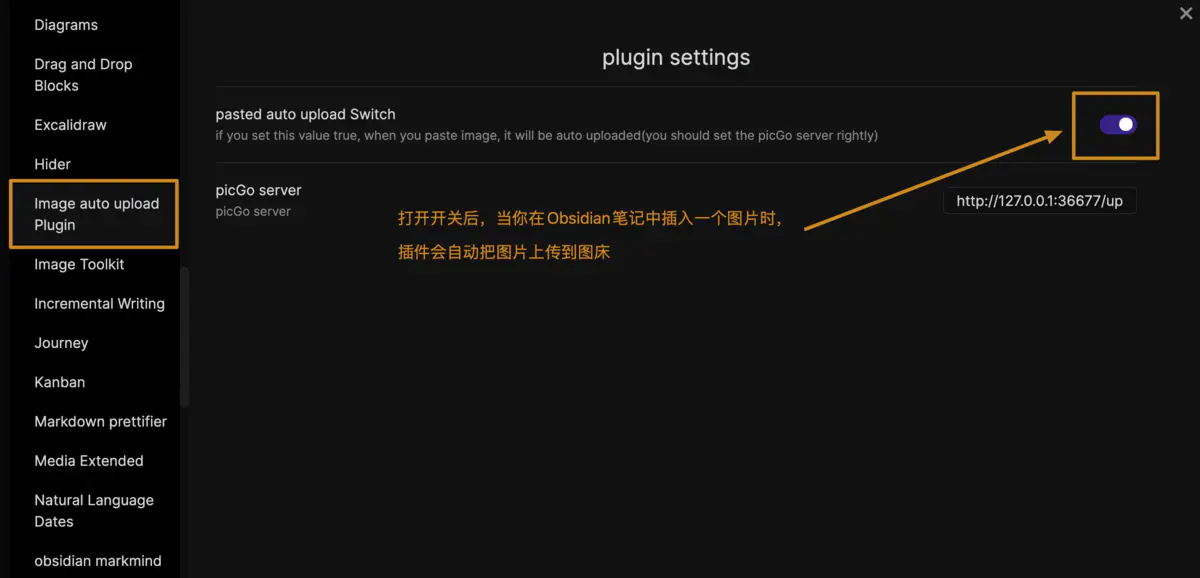 Diagrams
Drag and Drop
Blocks
Excalidraw
Hider
Image auto upload
Plugin
Image Toolkit
Incremental Writing
Journey
Kanban
Markdown prettifier
Media Extended
Natural Language
Dates
obsidian markmind
plugin settings
pasted auto upload Switch
if you set this value true, when you paste image, it will be auto uploaded(you should set the picGo server rightly)
picGo server
picGo server
http://127.0.0.1:36677/up
打开开关后，当你在Obsidian笔记中插入一个图片时，
插件会自动把图片上传到图床